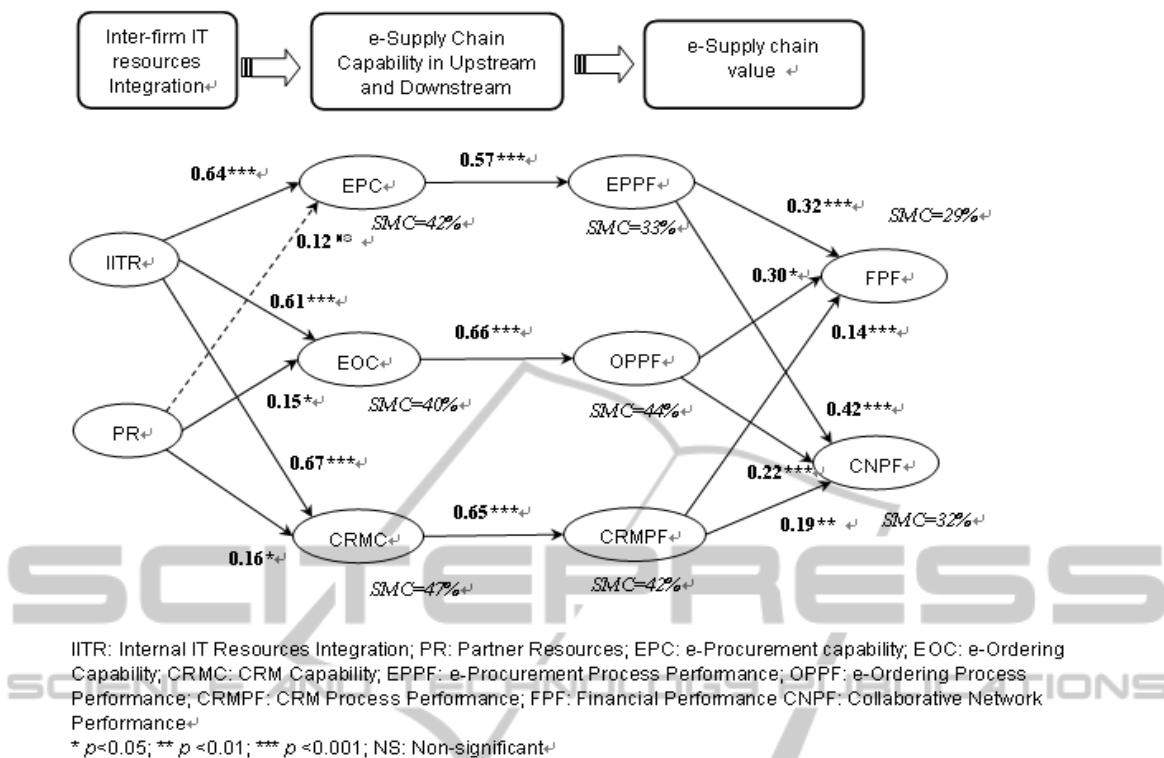 Inter-firm IT
resources
Integration↵
e-Supply Chain
Capability in Upstream
and Downstream
e-Supply chain
value ↵
0.64***↵
0.57***↵
EPC↵
EPPF↵
0.32***↵
SMC=29%↵
SMC=42%↵
SMC=33%↵
0.12 NS ↵
IITR↵
0.30*↵
FPF↵
0.61***↵
0.66***↵
0.14***↵
EOC↵
OPPF↵
0.15*↵
SMC=40%↵
SMC=44%↵
0.42***↵
PR↵
0.67***↵
0.22***↵
CNPF↵
0.65***↵
0.19** ↵
SMC=32%↵
CRMC↵
CRMPF↵
0.16*↵
SMC=47%↵
SMC=42%↵
SCITEPRESS
IITR: Internal IT Resources Integration; PR: Partner Resources; EPC: e-Procurement capability; EOC: e-Ordering
Capability; CRMC: CRM Capability; EPPF: e-Procurement Process Performance; OPPF: e-Ordering Process
SCIENCE AND TECHNOLOGY PUBLICATIONS
Performance; CRMPF: CRM Process Performance; FPF: Financial Performance CNPF: Collaborative Network
Performance↵
* p<0.05; ** p <0.01; *** p <0.001; NS: Non-significant↵